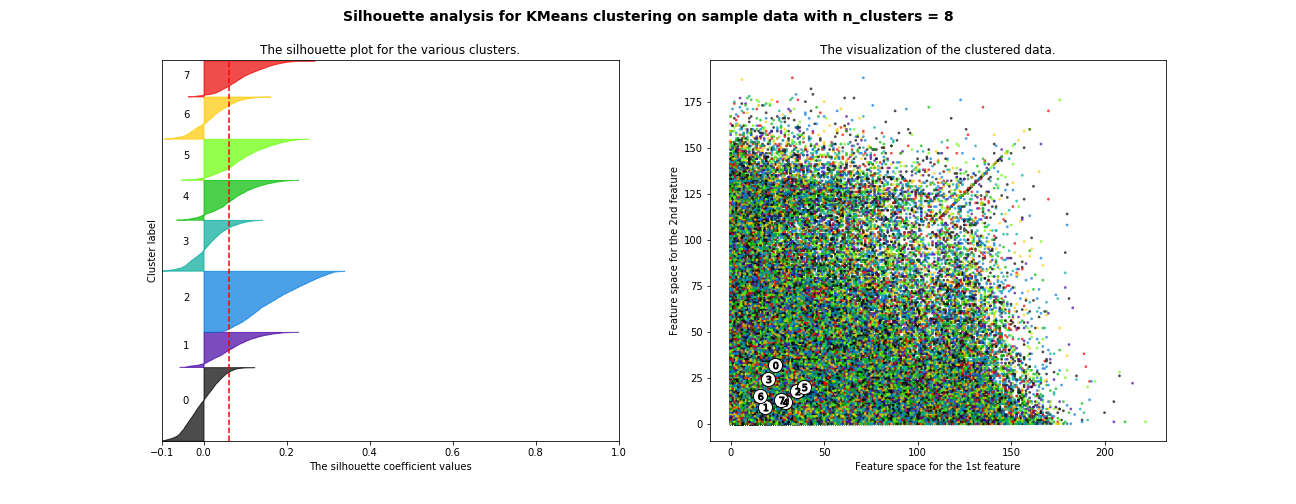 Silhouette analysis for KMeans clustering on sample data with n_clusters = 8
The silhouette plot for the various clusters.
7
6
5
4
3
2
1
0
Cluster label
−0.1 0.0 0.2 0.4 0.6 0.8 1.0
The silhouette coefficient values
The visualization of the clustered data.
175
150
125
100
75
50
25
0
Feature space for the 2nd feature
0
3
2 5
6
7 4
1
0 50 100 150 200
Feature space for the 1st feature